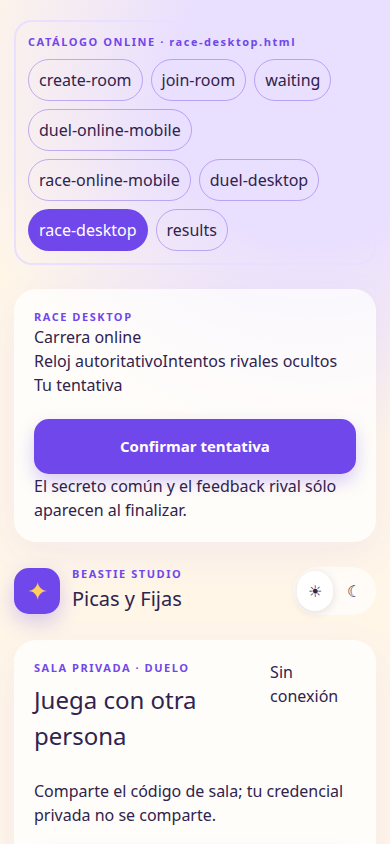 CATÁLOGO ONLINE · race-desktop.html
create-room join-room waiting
duel-online-mobile
race-online-mobile duel-desktop
race-desktop results
RACE DESKTOP
Carrera online
Reloj autoritativoIntentos rivales ocultos
Tu tentativa
Confirmar tentativa
El secreto común y el feedback rival sólo
aparecen al finalizar.
BEASTIE STUDIO
Picas y Fijas
SALA PRIVADA · DUELO
Juega con otra
persona
Sin
conexión
Comparte el código de sala; tu credencial
privada no se comparte.